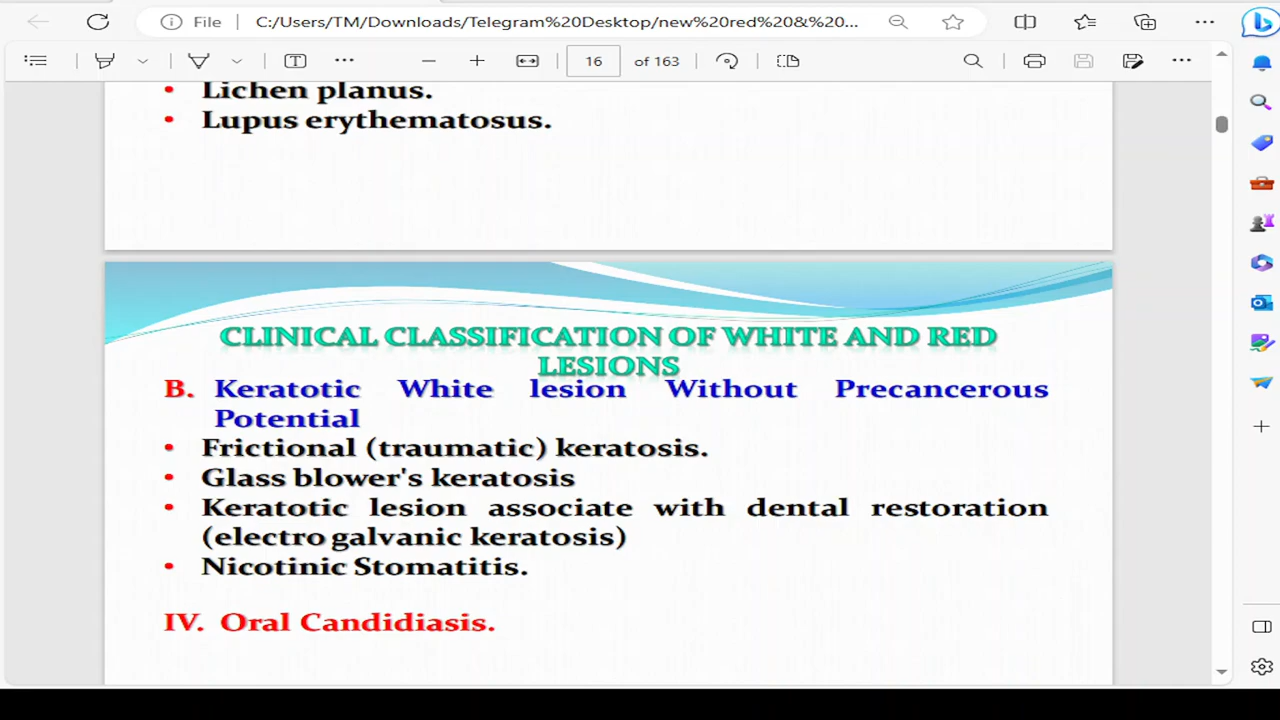 File
C:/Users/TM/Downloads/Telegram%20Desktop/new%20red%20&%20...
16 of 163
• Lichen planus.
• Lupus erythematosus.
CLINICAL CLASSIFICATION OF WHITE AND RED
LESIONS
B. Keratotic White lesion Without Precancerous
Potential
• Frictional (traumatic) keratosis.
• Glass blower's keratosis
• Keratotic lesion associate with dental restoration
(electro galvanic keratosis)
• Nicotinic Stomatitis.
IV. Oral Candidiasis.